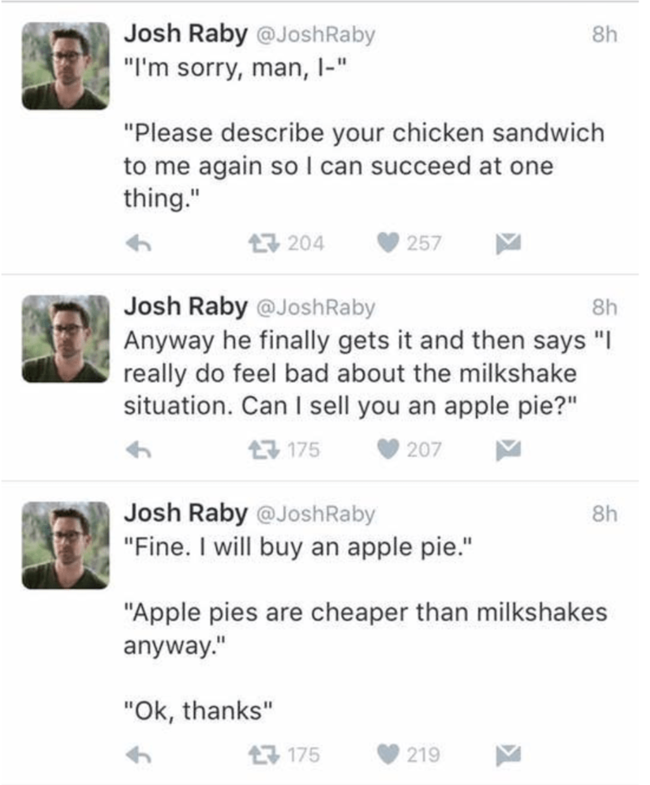 Josh Raby @JoshRaby 8h
"I'm sorry, man, I-"
"Please describe your chicken sandwich
to me again so I can succeed at one
thing."
204 257
Josh Raby @JoshRaby 8h
Anyway he finally gets it and then says "I
really do feel bad about the milkshake
situation. Can I sell you an apple pie?"
175 207
Josh Raby @JoshRaby 8h
"Fine. I will buy an apple pie."
"Apple pies are cheaper than milkshakes
anyway."
"Ok, thanks"
175 219